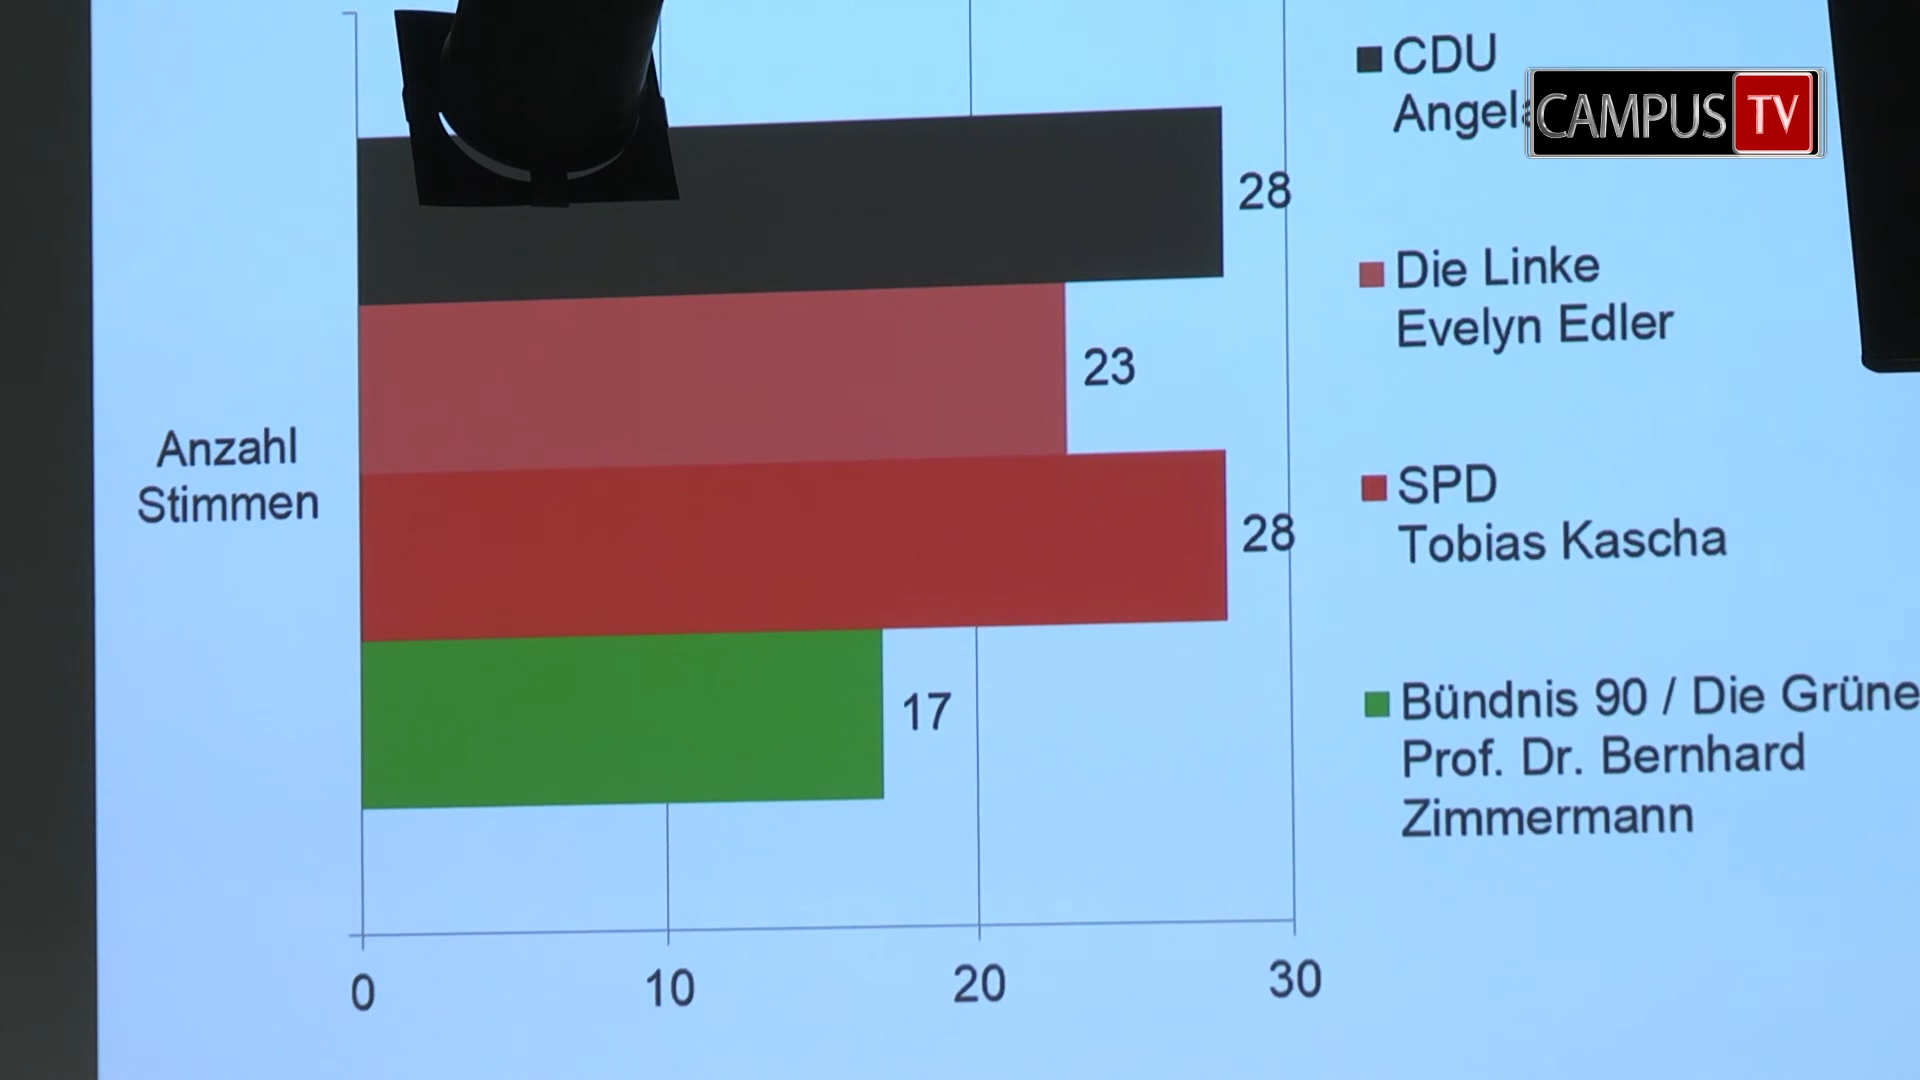 CDU
CAMPUS TV
28
Die Linke
Evelyn Edler
23
Anzahl
Stimmen
SPD
Tobias Kascha
28
Bündnis 90 / Die Grüne
Prof. Dr. Bernhard
Zimmermann
17
0 10 20 30